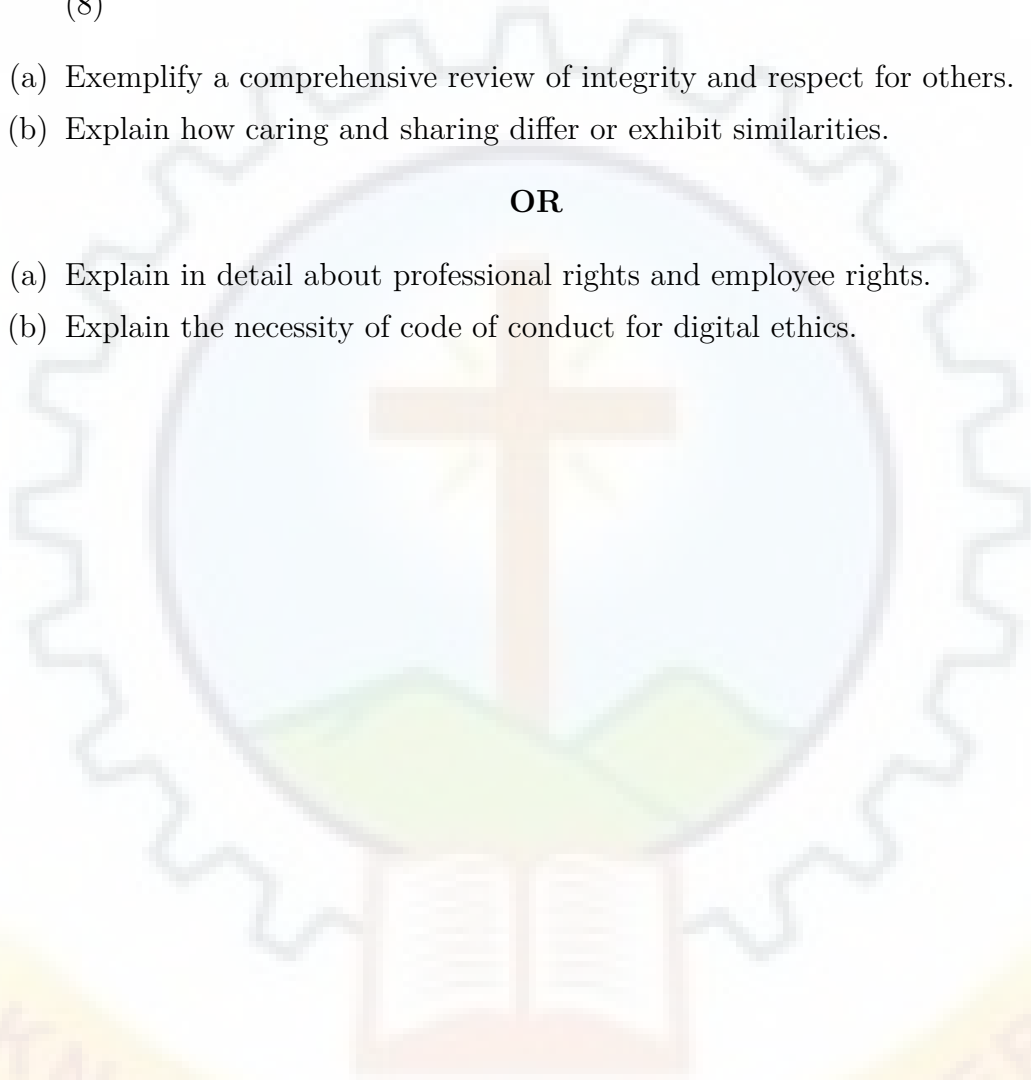 (8)
(a) Exemplify a comprehensive review of integrity and respect for others.
(b) Explain how caring and sharing differ or exhibit similarities.
OR
(a) Explain in detail about professional rights and employee rights.
(b) Explain the necessity of code of conduct for digital ethics.